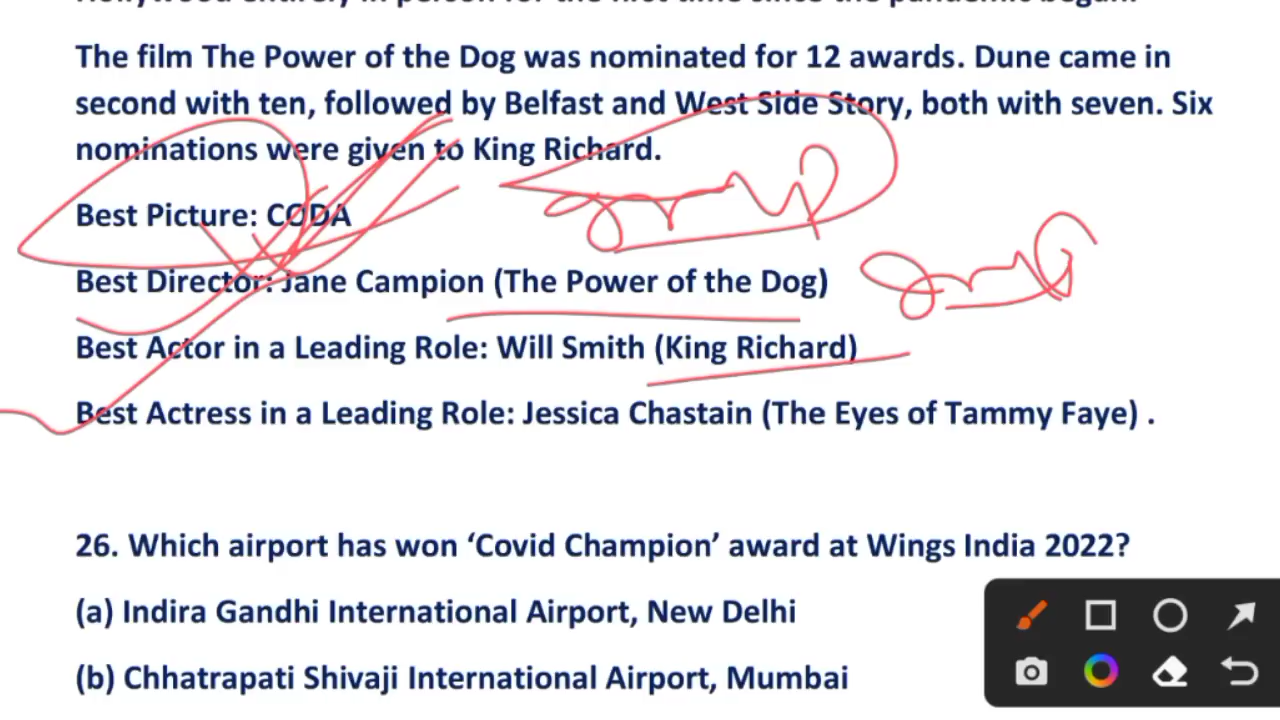 The film The Power of the Dog was nominated for 12 awards. Dune came in
second with ten, followed by Belfast and West Side Story, both with seven. Six
nominations were given to King Richard.
Best Picture: CODA
Best Director: Jane Campion (The Power of the Dog)
Best Actor in a Leading Role: Will Smith (King Richard)
Best Actress in a Leading Role: Jessica Chastain (The Eyes of Tammy Faye) .
26. Which airport has won ‘Covid Champion’ award at Wings India 2022?
(a) Indira Gandhi International Airport, New Delhi
(b) Chhatrapati Shivaji International Airport, Mumbai